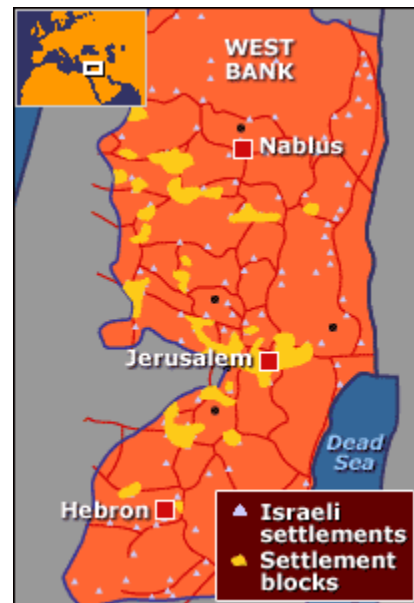 WEST
BANK
Nablus
Jerusalem
Dead
Sea
Hebron
Israeli
settlements
Settlement
blocks